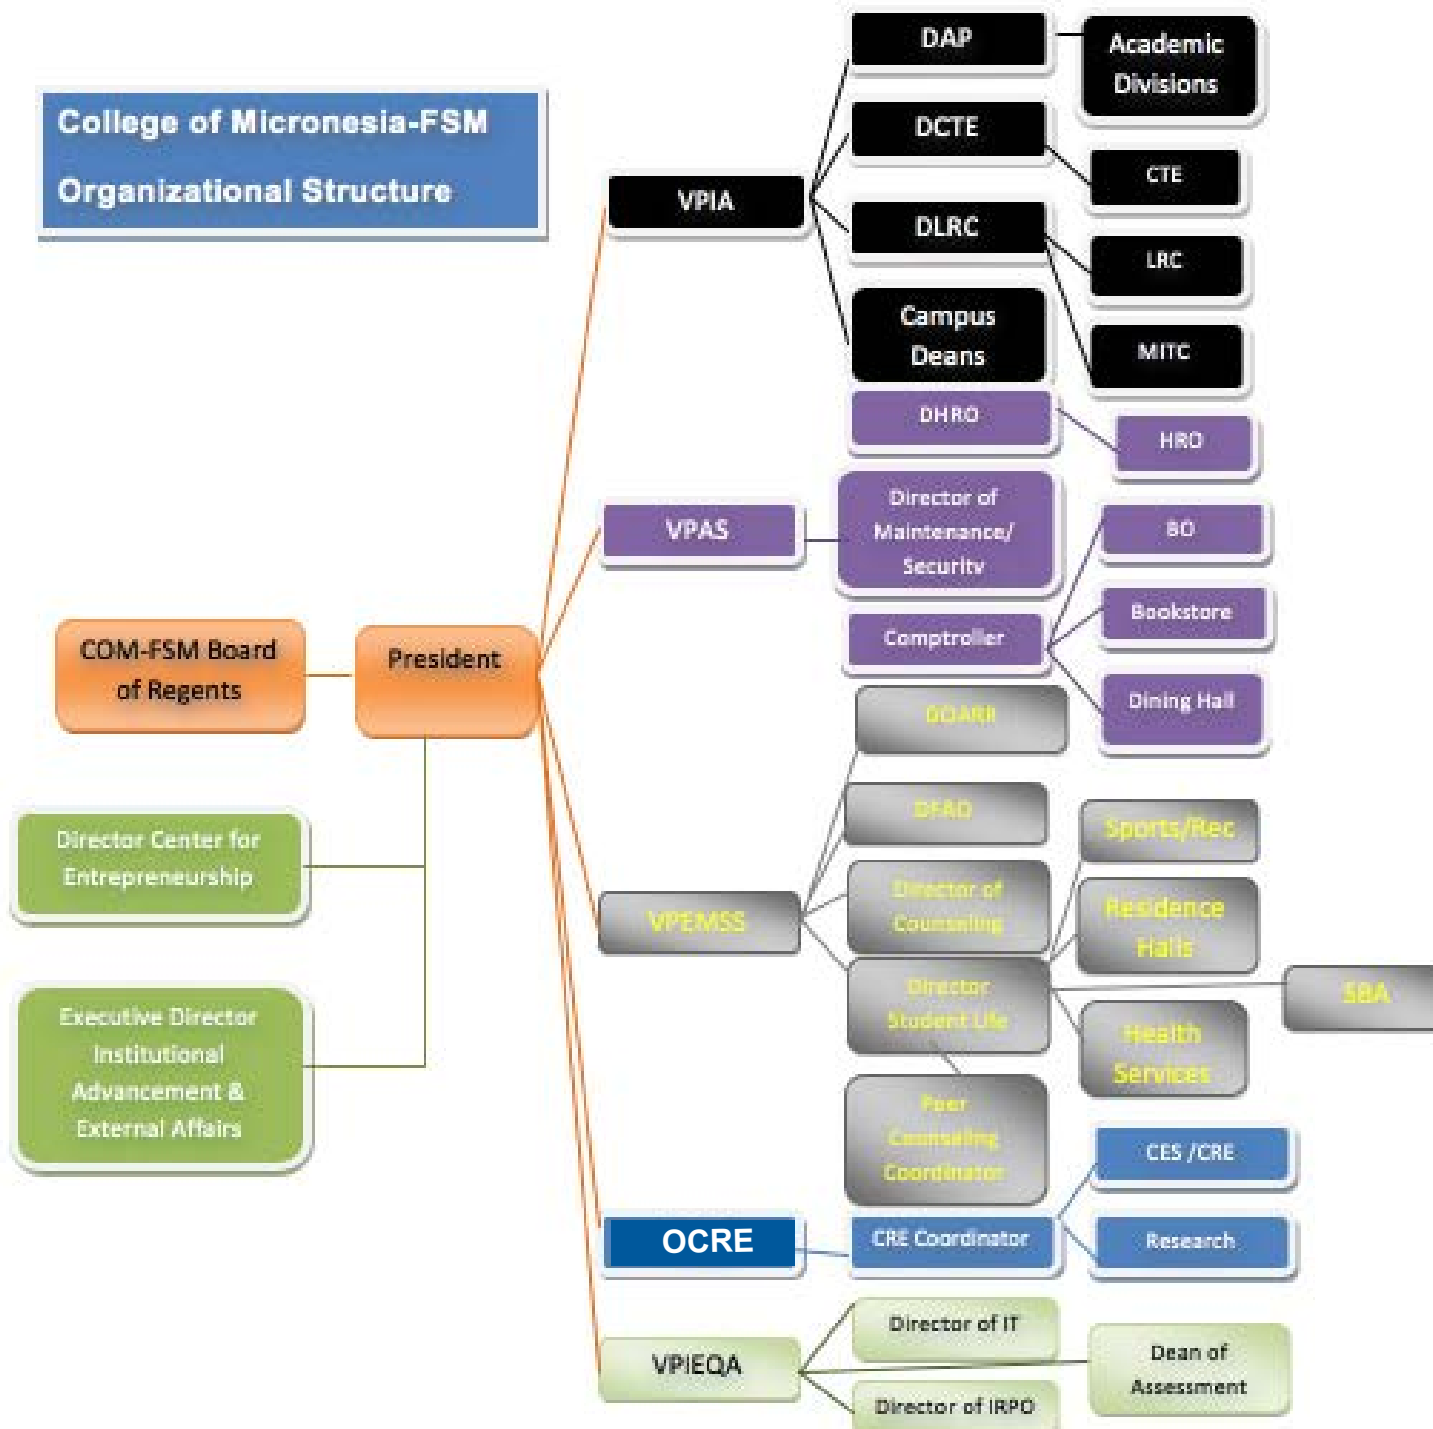 College of Micronesia-FSM
Organizational Structure
DAP
Academic
Divisions
DCTE
CTE
VPIA
DLRC
LRC
Campus
Deans
MITC
DHRO
HRO
VPAS
Director of
Maintenance/
Security
BO
Bookstore
Comptroller
Dining Hall
COM-FSM Board
of Regents
President
DOARR
DFAO
Sports/Rec
Director Center for
Entrepreneurship
VPEMSS
Director of
Counseling
Residence
Halls
Director
Student Life
SBA
Health
Services
Executive Director
Institutional
Advancement &
External Affairs
Peer
Counseling
Coordinator
CES /CRE
OCRE
CRE Coordinator
Research
VPIEQA
Director of IT
Dean of
Assessment
Director of IRPO